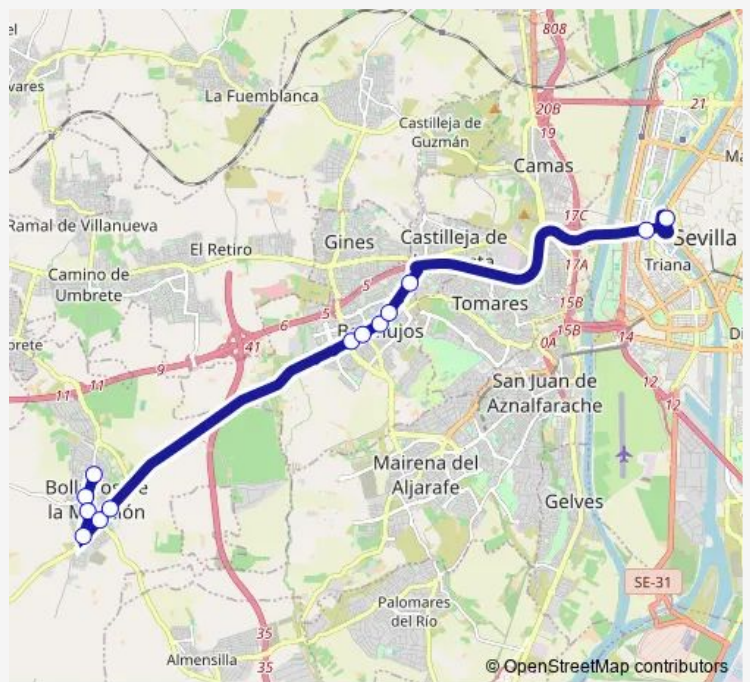 el
808
vares
La Fuemblanca
20B
21
19
Castilleja de
Guzmán
Camas
Ma
Ramal de Villanueva
17C
Gines
Castilleja de
Sevilla
El Retiro
17A
Triana
5
Camino de
Umbrete
Tomares
15B
6
5
15B
14
brete
41
0A
9
11
11
San Juan de
Aznalfarache
12
12
Mairena del
Aljarafe
la M
ón
Gelves
SE-31
Palomares
del Río
35
Almensilla
35
© OpenStreetMap contributors